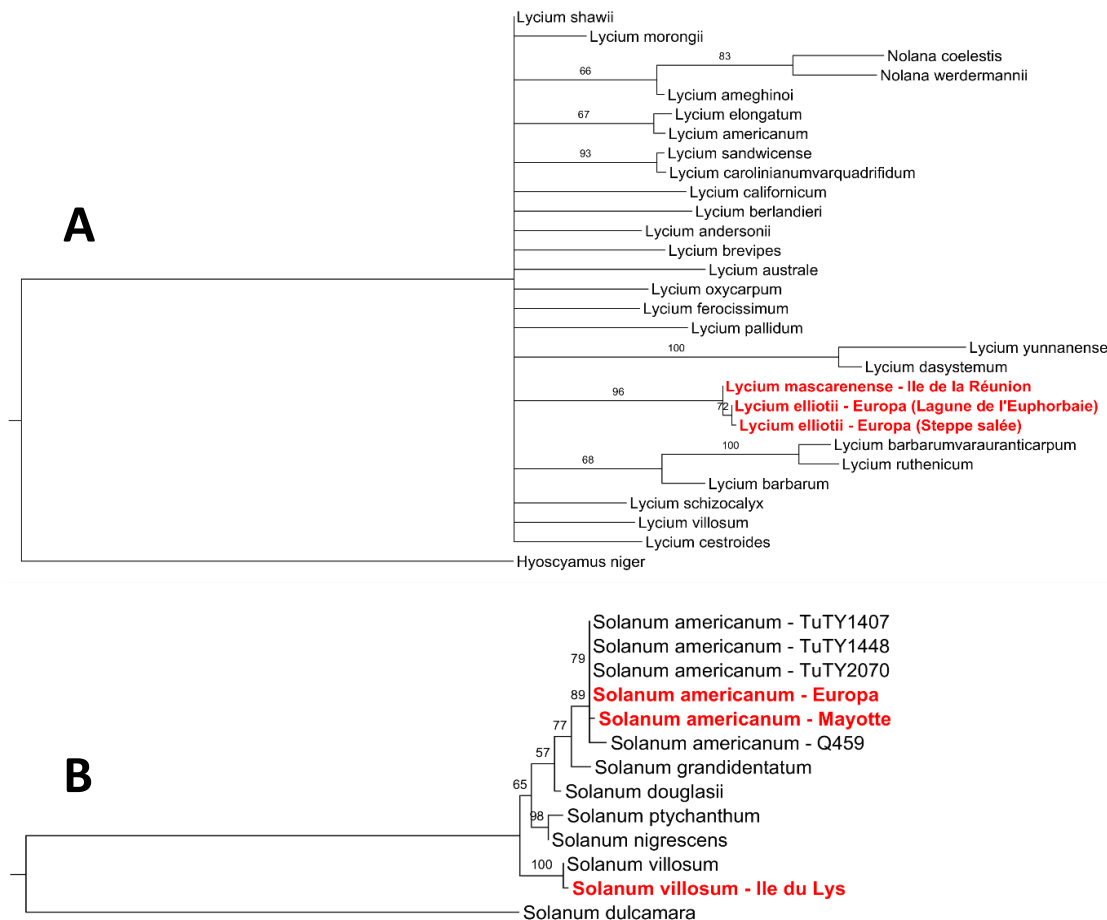 Lycium shawii
Lycium morongii
83
Nolana coelestis
Nolana werdermannii
66
Lycium ameghinoi
67
Lycium elongatum
Lycium americanum
93
Lycium sandwicense
Lycium carolinianumvarquadrifidum
Lycium californicum
A
Lycium berlandieri
Lycium andersonii
Lycium brevipes
Lycium australe
Lycium oxycarpum
Lycium ferocissimum
Lycium pallidum
100
Lycium yunnanense
Lycium dasystemum
96
Lycium mascarenense - Ile de la Réunion
72
Lycium elliotii - Europa (Lagune de l'Euphorbaie)
Lycium elliotii - Europa (Steppe salée)
100
Lycium barbarumvarauranticarpum
Lycium ruthenicum
68
Lycium barbarum
Lycium schizocalyx
Lycium villosum
Lycium cestroides
Hyoscyamus niger
Solanum americanum - TuTY1407
Solanum americanum - TuTY1448
79
Solanum americanum - TuTY2070
89
Solanum americanum - Europa
Solanum americanum - Mayotte
77
Solanum americanum - Q459
57
Solanum grandidentatum
B
65
Solanum douglasii
98
Solanum ptychanthum
Solanum nigrescens
100
Solanum villosum
Solanum villosum - Ile du Lys
Solanum dulcamara